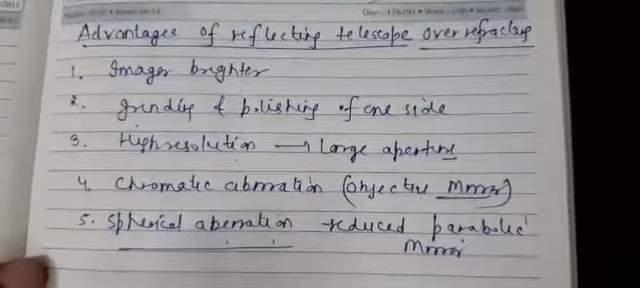 Advantages of reflecting telescope over refracting
1. Images brighter
2. grinding & polishing of one side
3. High resolution → large aperture
4. Chromatic abrration (objective Mirror)
5. Spherical aberration reduced parabolic
Mirror